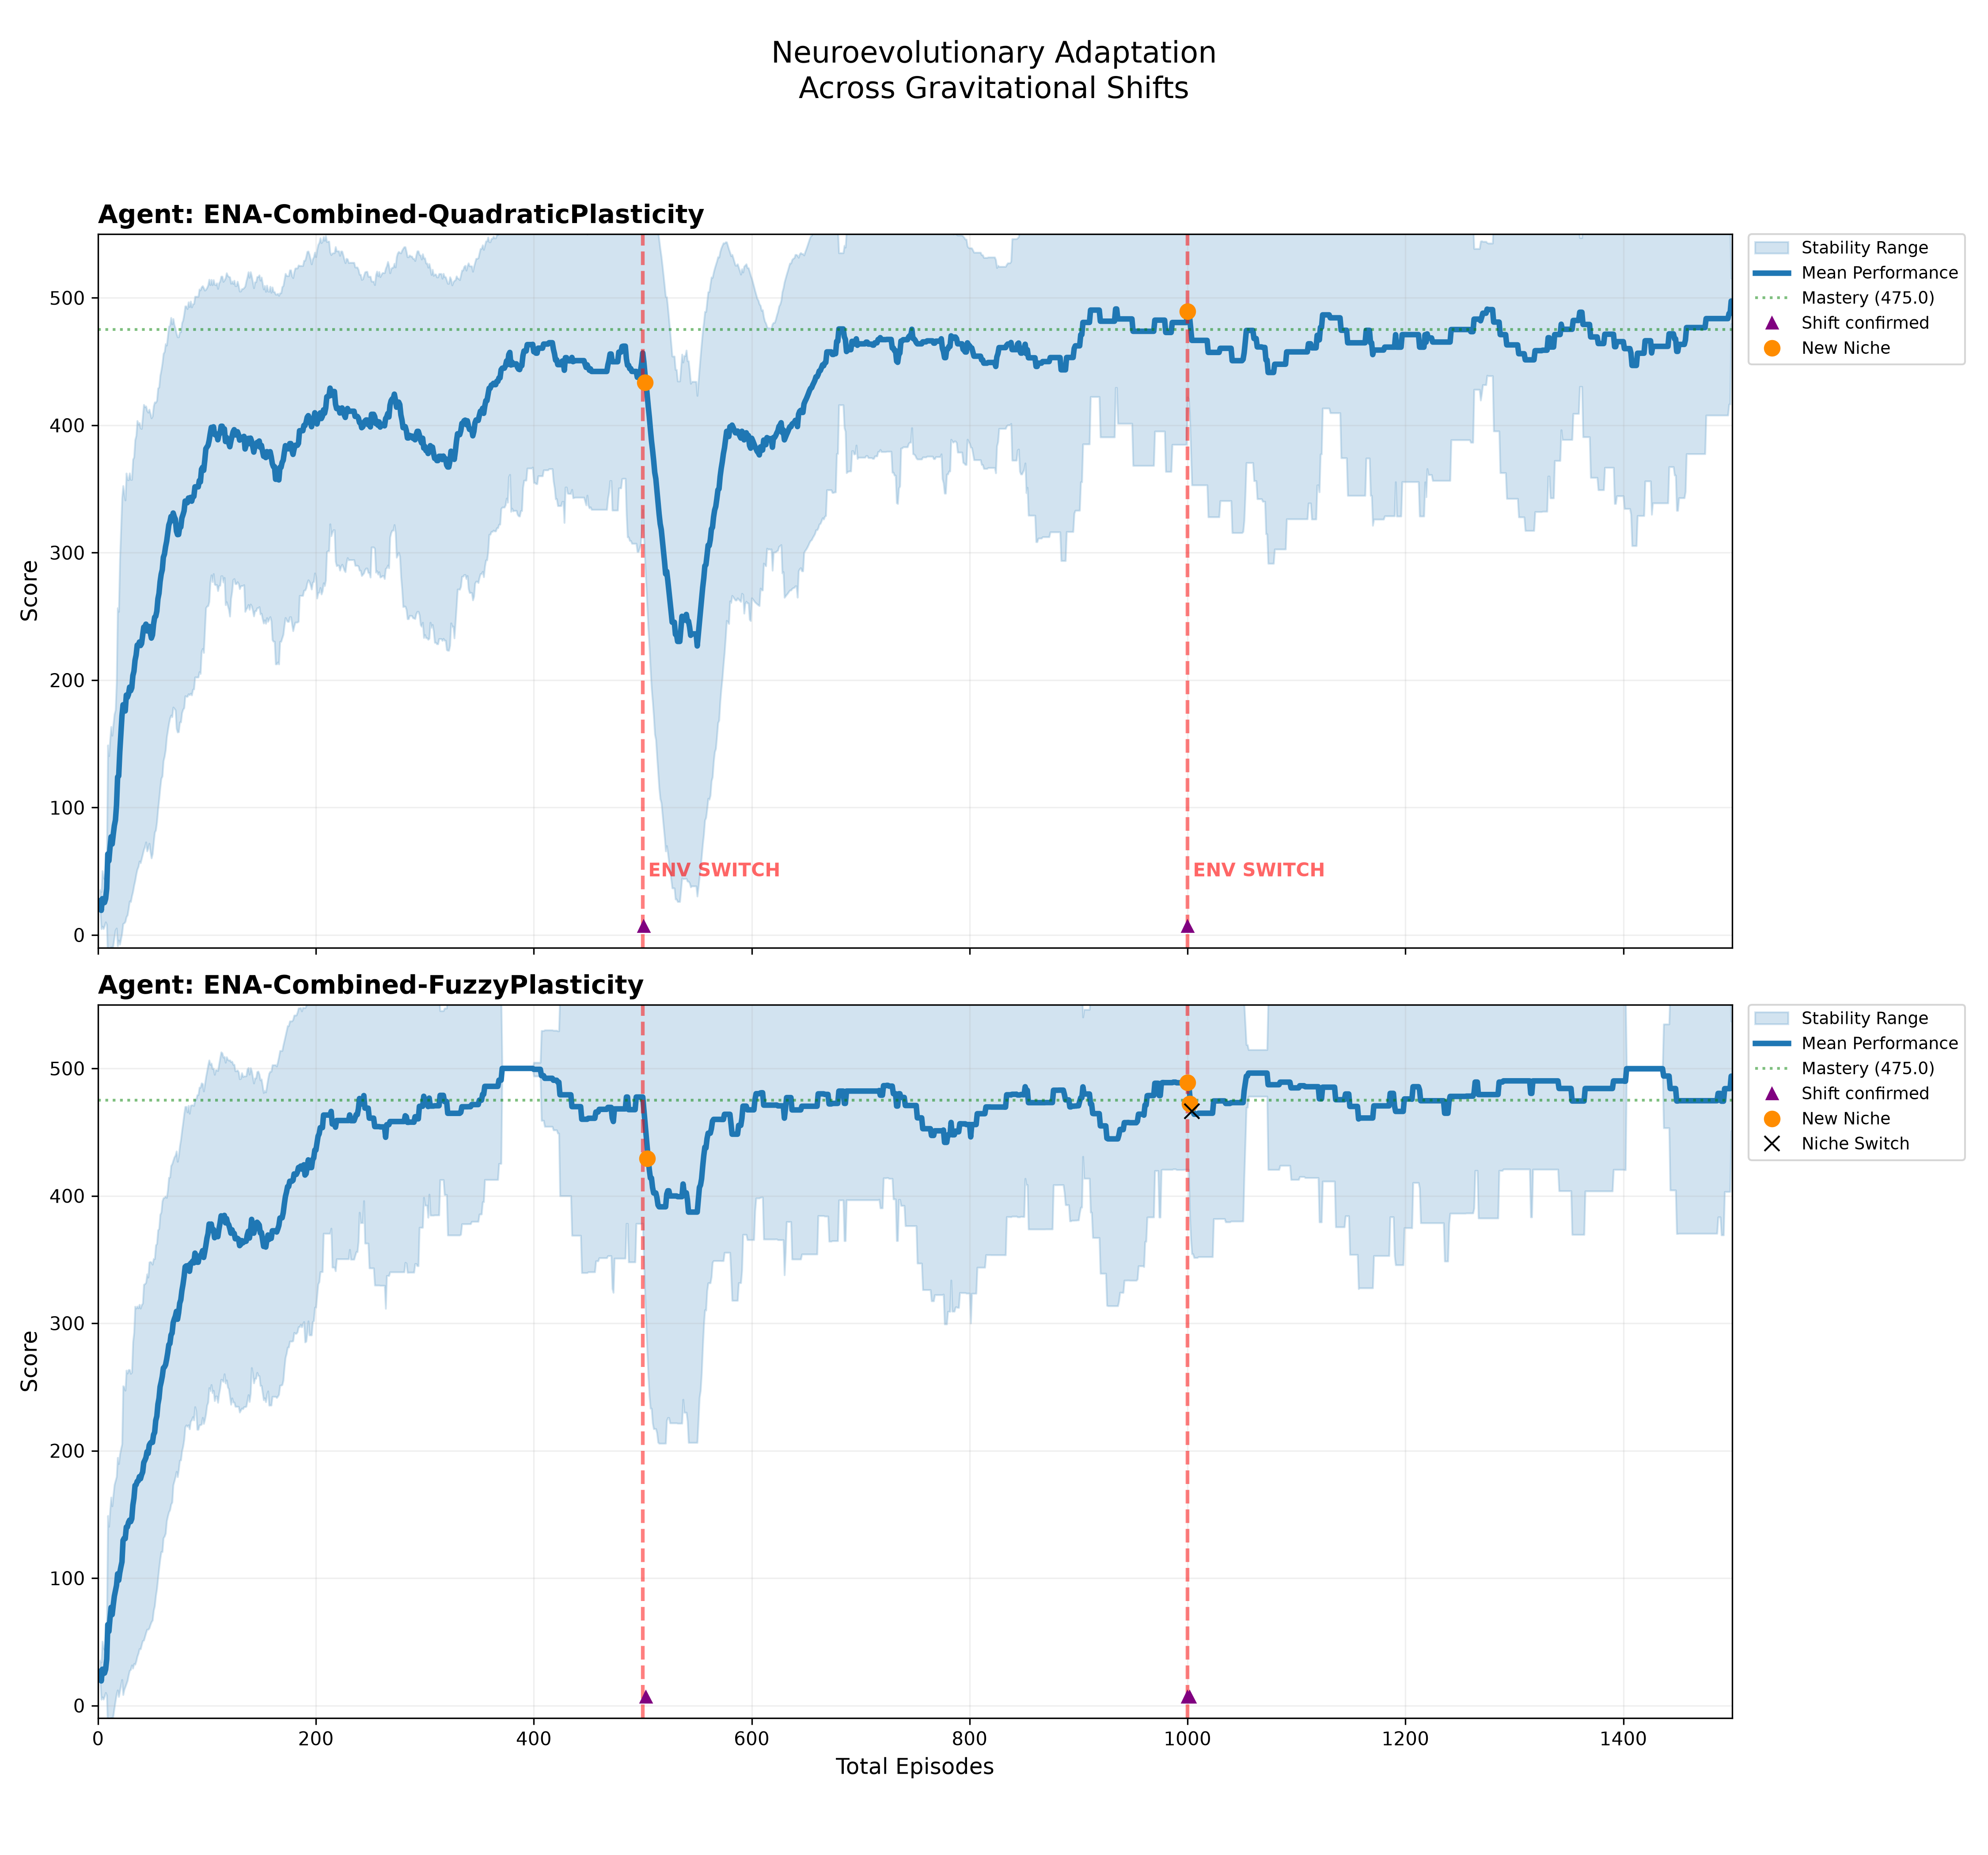 Neuroevolutionary Adaptation
Across Gravitational Shifts
Agent: ENA-Combined-QuadraticPlasticity
Score
500
400
300
200
100
0
ENV SWITCH
ENV SWITCH
Stability Range
Mean Performance
Mastery (475.0)
Shift confirmed
New Niche
Agent: ENA-Combined-FuzzyPlasticity
Score
500
400
300
200
100
0
Stability Range
Mean Performance
Mastery (475.0)
Shift confirmed
New Niche
Niche Switch
0 200 400 600 800 1000 1200 1400
Total Episodes